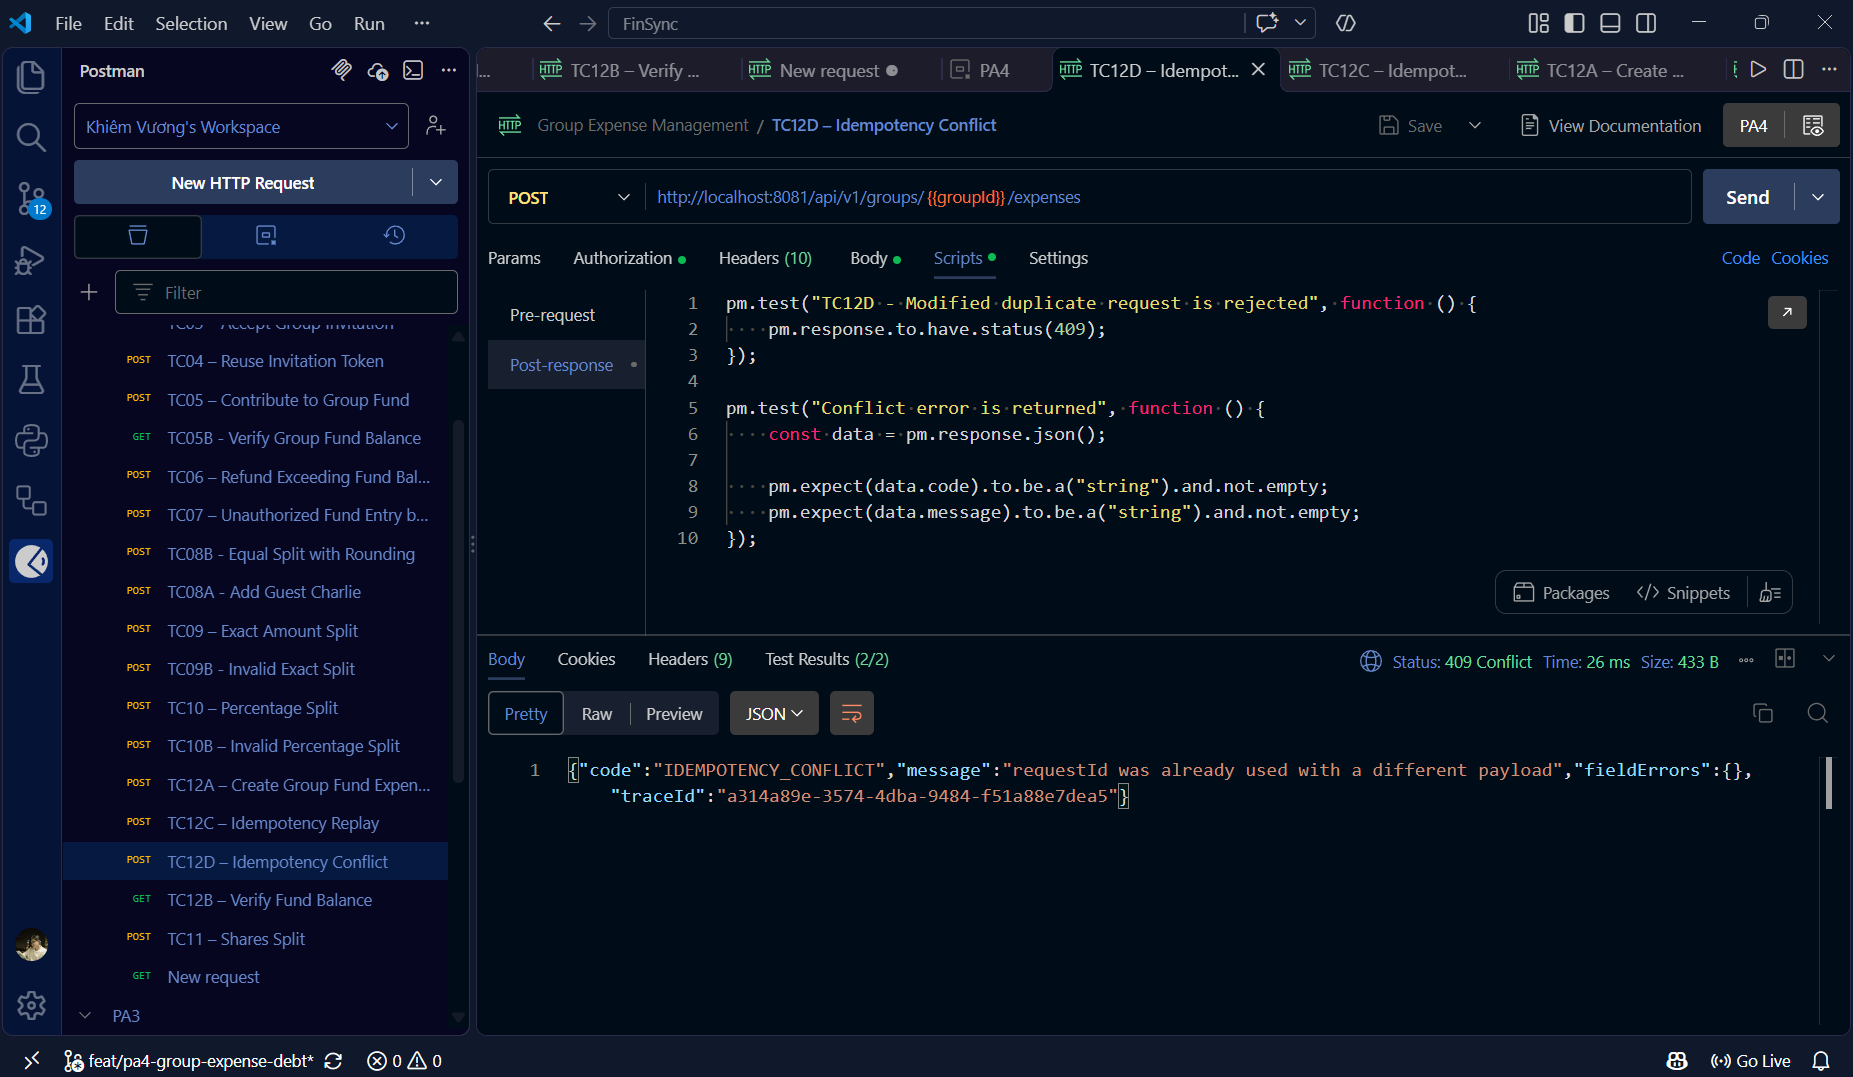 File Edit Selection View Go Run ···
FinSync
Postman
Khiêm Vương's Workspace
New HTTP Request
Filter
TC03 – Accept Group Invitation
POST TC04 – Reuse Invitation Token
POST TC05 – Contribute to Group Fund
GET TC05B - Verify Group Fund Balance
POST TC06 – Refund Exceeding Fund Bal...
POST TC07 – Unauthorized Fund Entry b...
POST TC08B - Equal Split with Rounding
POST TC08A - Add Guest Charlie
POST TC09 – Exact Amount Split
POST TC09B - Invalid Exact Split
POST TC10 – Percentage Split
POST TC10B – Invalid Percentage Split
POST TC12A – Create Group Fund Expen...
POST TC12C – Idempotency Replay
POST TC12D – Idempotency Conflict
GET TC12B – Verify Fund Balance
POST TC11 – Shares Split
GET New request
PA3
12
... HTTP TC12B – Verify ... HTTP New request PA4 HTTP TC12D – Idempot... HTTP TC12C – Idempot... HTTP TC12A – Create ...
HTTP Group Expense Management / TC12D – Idempotency Conflict Save View Documentation PA4
POST http://localhost:8081/api/v1/groups/{{groupId}}/expenses Send
Params Authorization Headers (10) Body Scripts Settings Code Cookies
Pre-request
Post-response
1 pm.test("TC12D - Modified duplicate request is rejected", function () {
2 pm.response.to.have.status(409);
3 });
4
5 pm.test("Conflict error is returned", function () {
6 const data = pm.response.json();
7
8 pm.expect(data.code).to.be.a("string").and.not.empty;
9 pm.expect(data.message).to.be.a("string").and.not.empty;
10 });
Packages </> Snippets
Body Cookies Headers (9) Test Results (2/2) Status: 409 Conflict Time: 26 ms Size: 433 B
Pretty Raw Preview JSON
1 {"code":"IDEMPOTENCY_CONFLICT","message":"requestId was already used with a different payload","fieldErrors":{},
"traceId":"a314a89e-3574-4dba-9484-f51a88e7dea5"}
feat/pa4-group-expense-debt* 0 0 Go Live